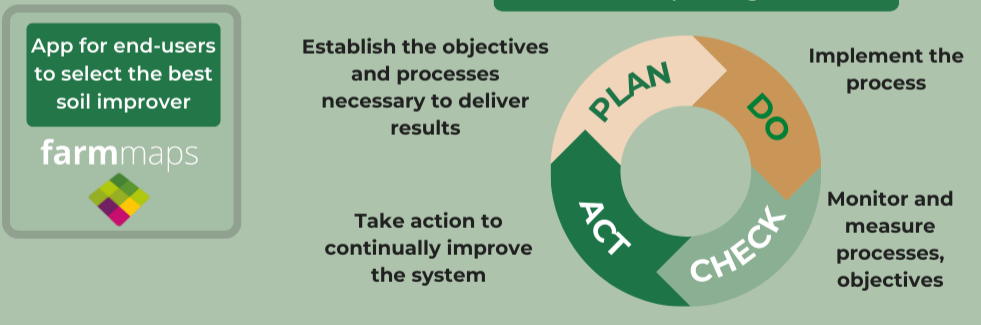 App for end-users
to select the best
soil improver
farmmaps
Establish the objectives
and processes
necessary to deliver
results
PLAN
DO
Implement the
process
ACT
CHECK
Take action to
continually improve
the system
Monitor and
measure
processes,
objectives